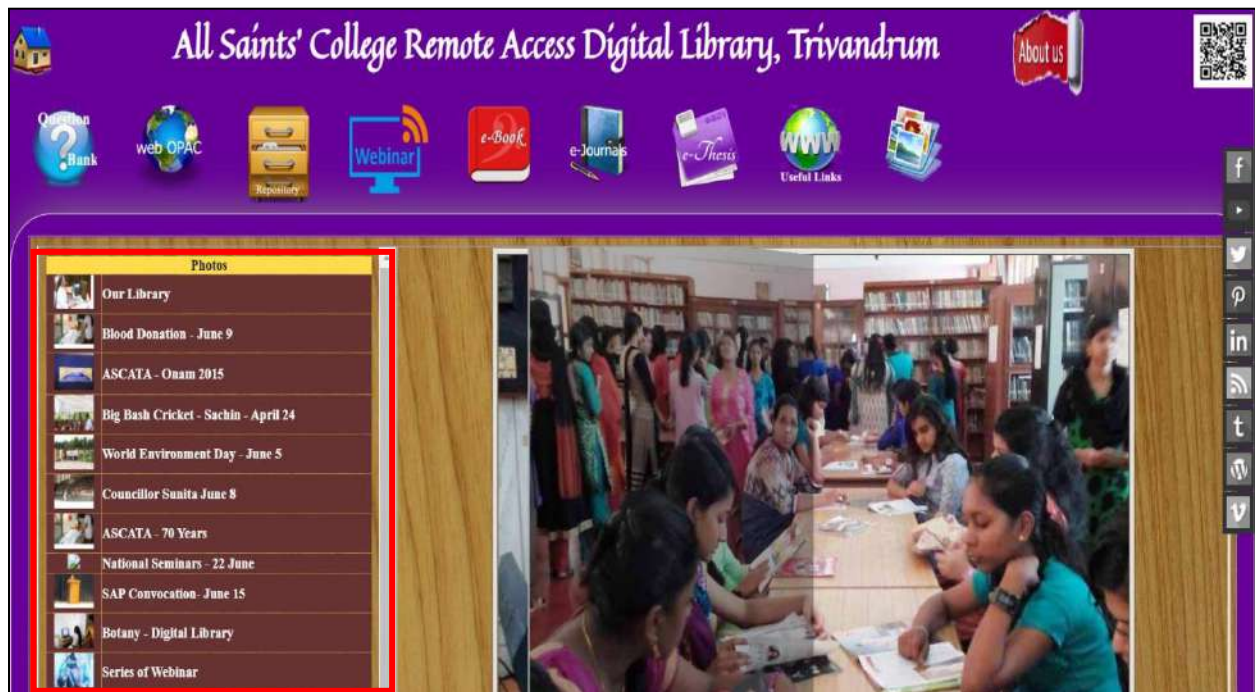 All Saints' College Remote Access Digital Library, Trivandrum
About us
Question
Bank
web OPAC
Repository
Webinar
e-Book
e-Journals
e-Thesis
WWW
Useful Links
Photos
Our Library
Blood Donation - June 9
ASCATA - Onam 2015
Big Bash Cricket - Sachin - April 24
World Environment Day - June 5
Councillor Sunita June 8
ASCATA - 70 Years
National Seminars - 22 June
SAP Convocation- June 15
Botany - Digital Library
Series of Webinar